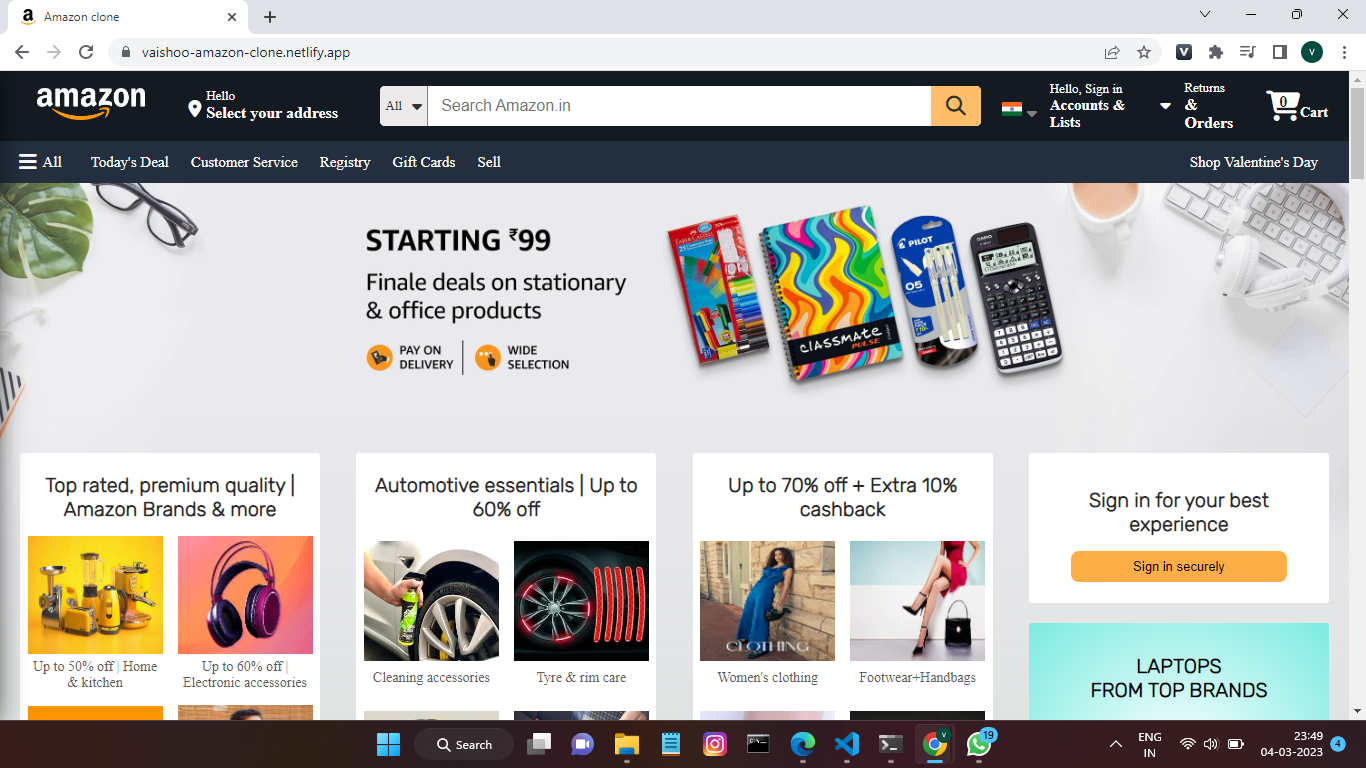 Amazon clone
vaishoo-amazon-clone.netlify.app
V
V
amazon
Hello
Select your address
All
Search Amazon.in
Hello, Sign in
Accounts &
Lists
Returns
&
Orders
0
Cart
All
Today's Deal
Customer Service
Registry
Gift Cards
Sell
Shop Valentine's Day
STARTING ₹99
Finale deals on stationary
& office products
PAY ON
DELIVERY
WIDE
SELECTION
FABER-CASTELL
25
classmate
PULSE
PILOT
05
CASIO
Top rated, premium quality |
Amazon Brands & more
Up to 50% off | Home
& kitchen
Up to 60% off |
Electronic accessories
Automotive essentials | Up to
60% off
Cleaning accessories
Tyre & rim care
Up to 70% off + Extra 10%
cashback
CLOTHING
Women's clothing
Footwear+Handbags
Sign in for your best
experience
Sign in securely
LAPTOPS
FROM TOP BRANDS
Search
V
19
ENG
IN
23:49
04-03-2023
4